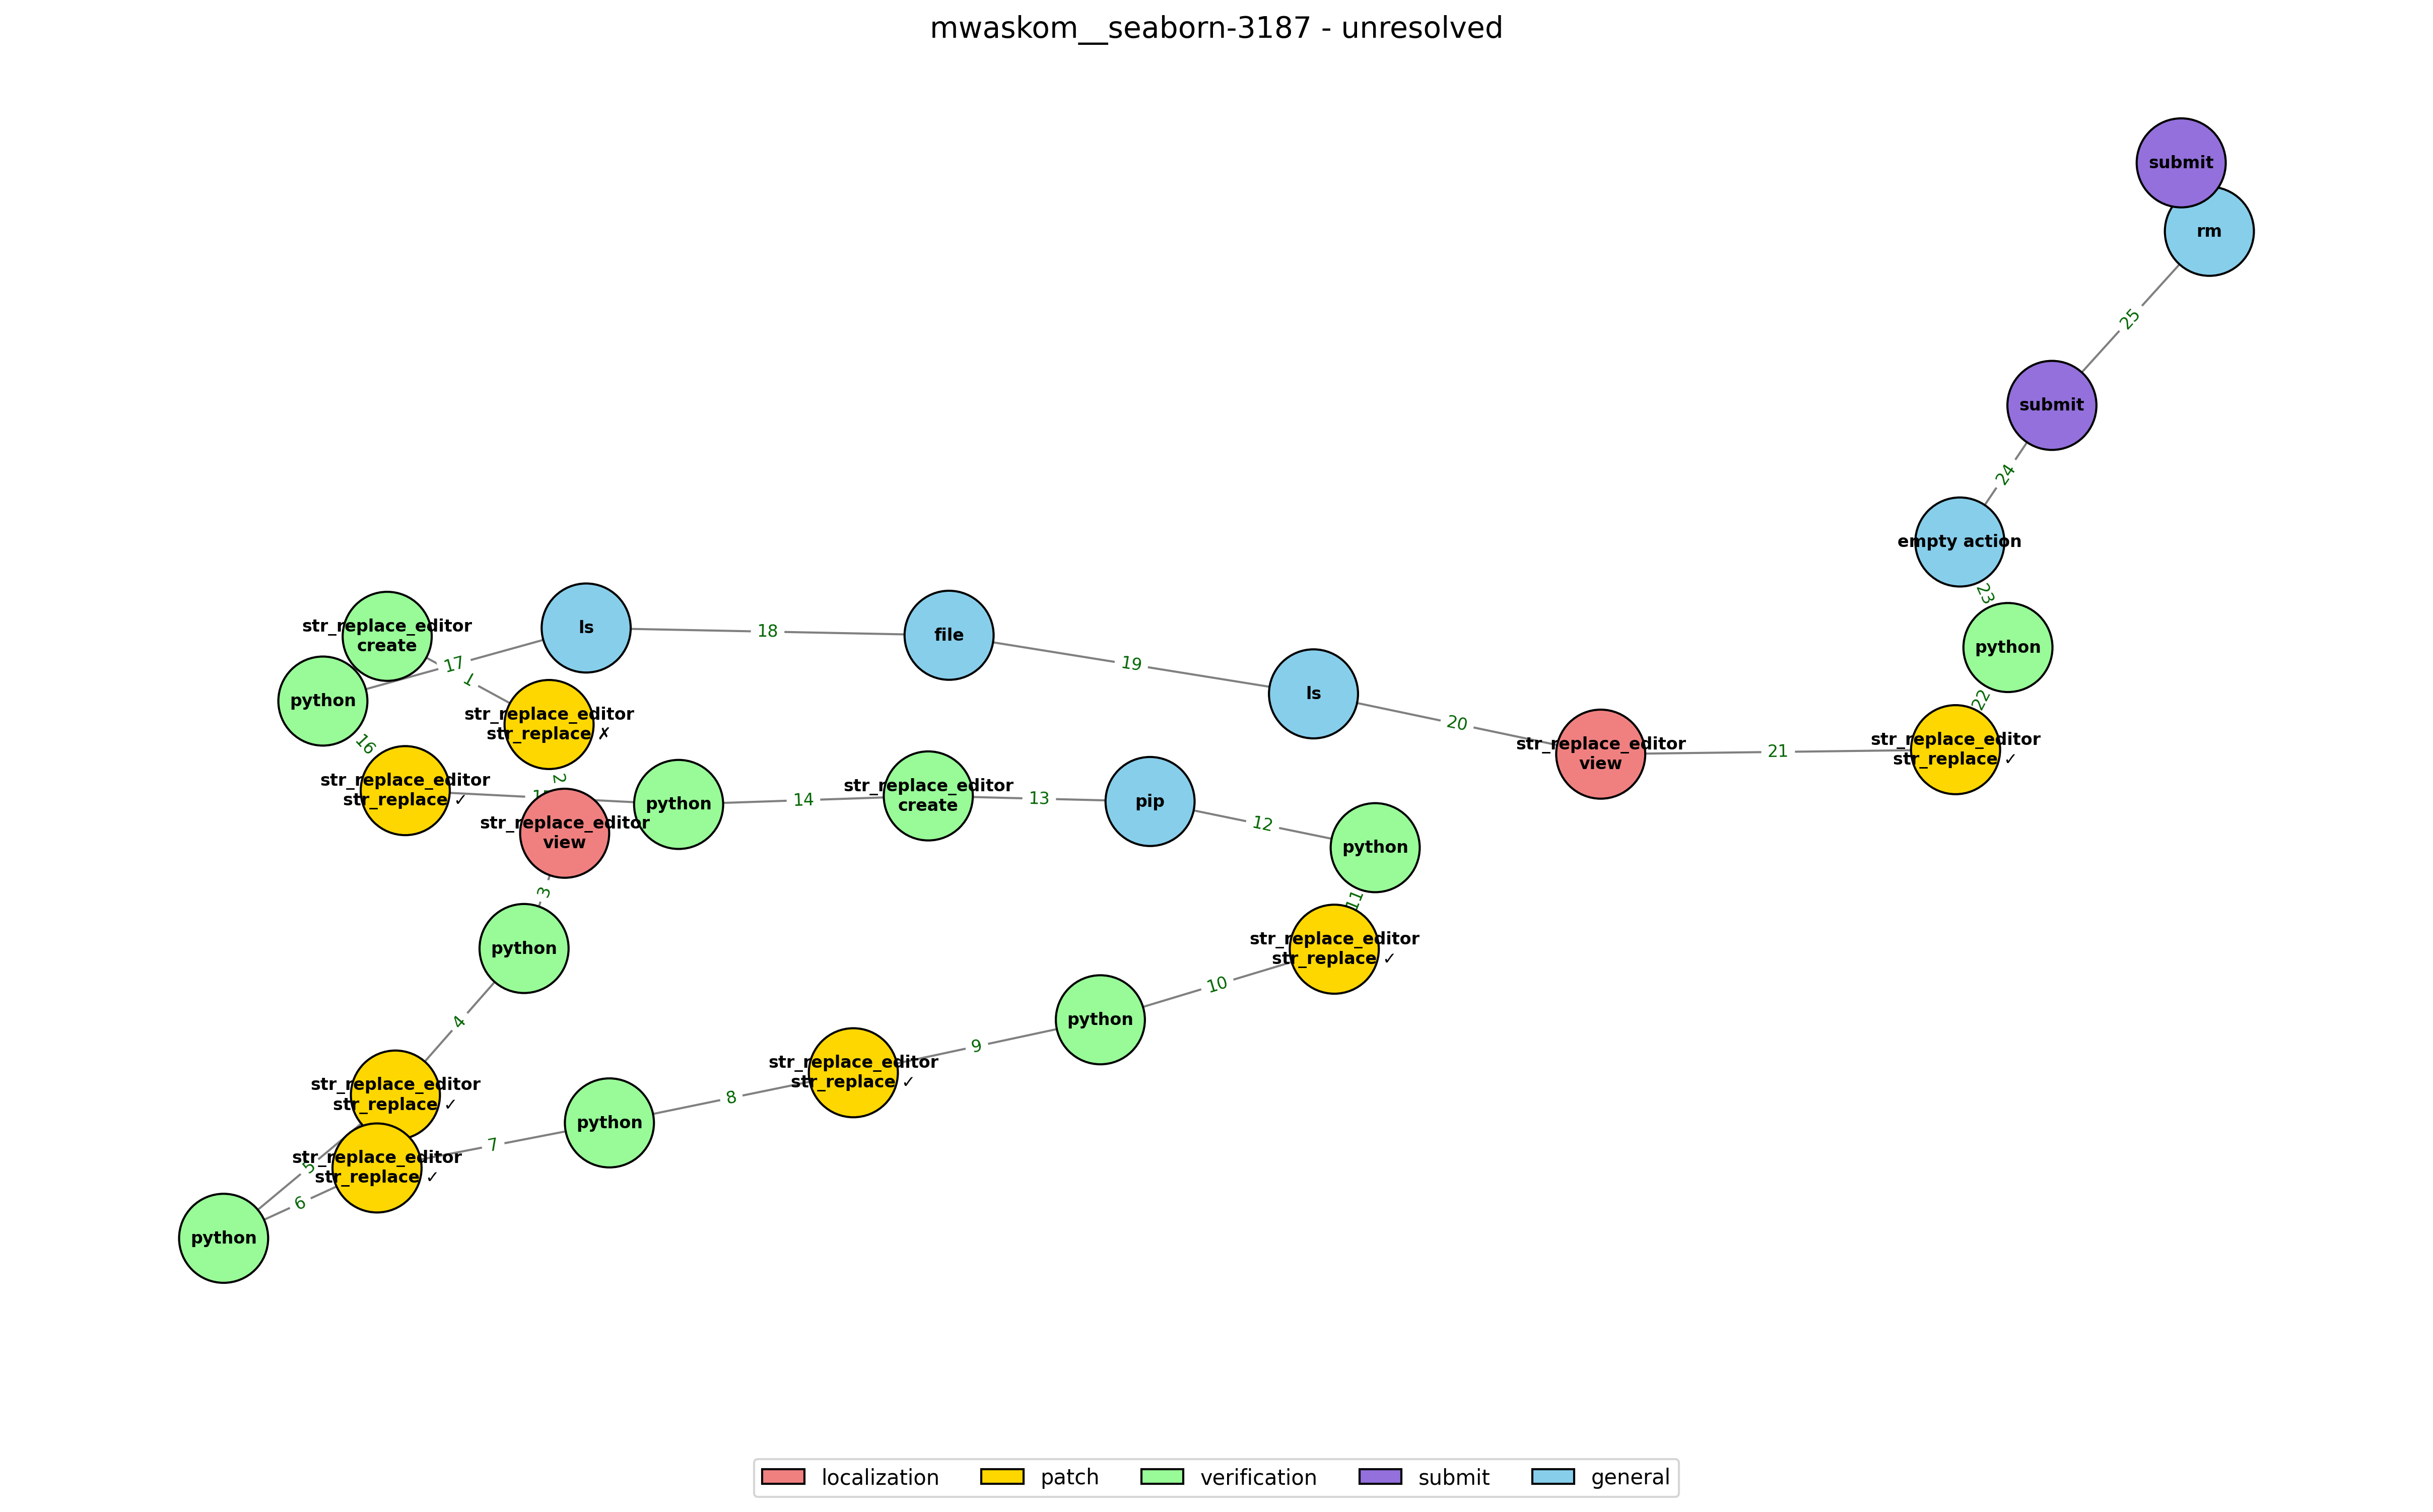 mwaskom__seaborn-3187 - unresolved
submit
rm
25
submit
24
empty action
23
python
22
str_replace_editor
str_replace ✓
21
str_replace_editor
view
20
ls
19
file
18
ls
17
python
16
str_replace_editor
create
1
str_replace_editor
str_replace ✗
2
str_replace_editor
str_replace ✓
str_replace_editor
view
python
14
str_replace_editor
create
13
pip
12
python
11
str_replace_editor
str_replace ✓
10
python
9
str_replace_editor
str_replace ✓
8
python
7
3
python
4
str_replace_editor
str_replace ✓
5
str_replace_editor
str_replace ✓
6
python
localization
patch
verification
submit
general